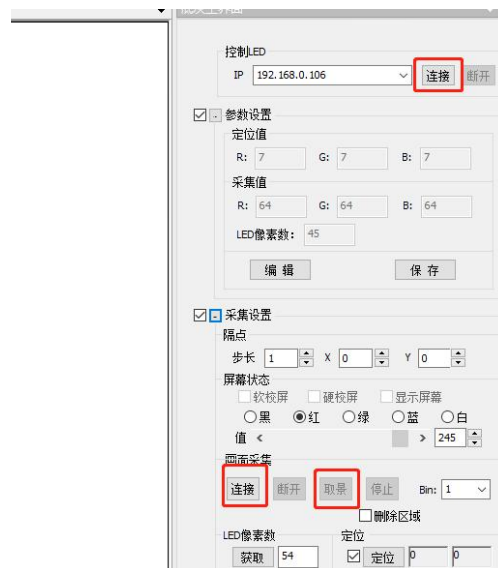 控制LED
IP 192.168.0.106 连接 断开
参数设置
定位值
R: 7 G: 7 B: 7
采集值
R: 64 G: 64 B: 64
LED像素数: 45
编 辑 保 存
采集设置
隔点
步长 1 X 0 Y 0
屏幕状态
软校屏 硬校屏 显示屏幕
黑 红 绿 蓝 白
值 < > 245
画面采集
连接 断开 取景 停止 Bin: 1
删除区域
LED像素数 定位
获取 54 定位 0 0